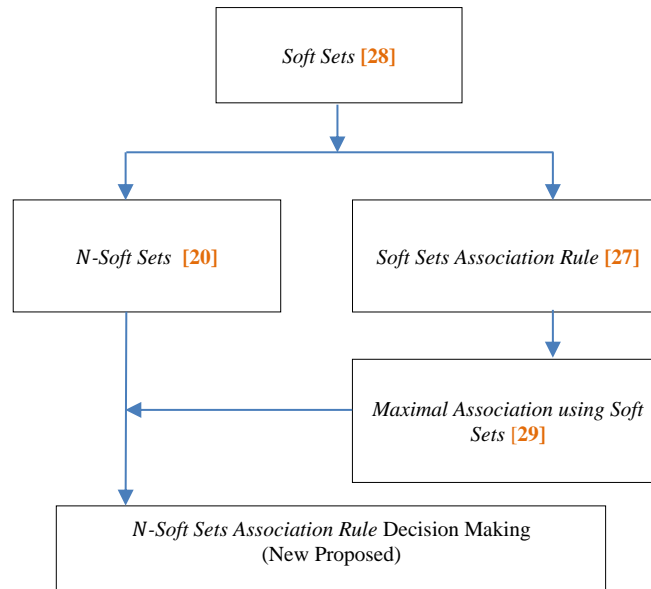 Soft Sets [28]
N-Soft Sets [20]
Soft Sets Association Rule [27]
Maximal Association using Soft
Sets [29]
N-Soft Sets Association Rule Decision Making
(New Proposed)